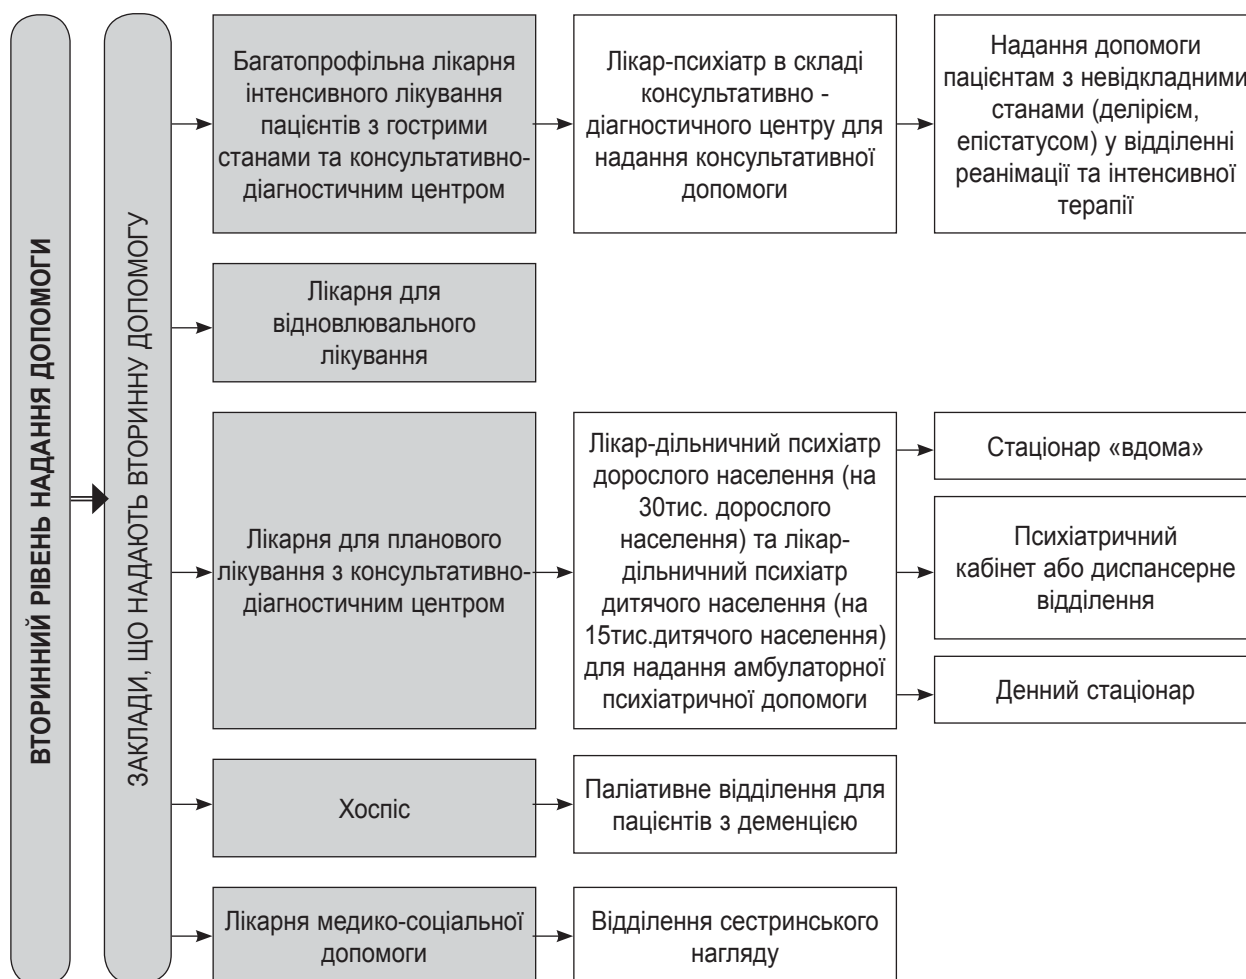 ВТОРИННИЙ РІВЕНЬ НАДАННЯ ДОПОМОГИ
ЗАКЛАДИ, ЩО НАДАЮТЬ ВТОРИННУ ДОПОМОГУ
Багатопрофільна лікарня
інтенсивного лікування
пацієнтів з гострими
станами та консультативно-
діагностичним центром
Лікар-психіатр в складі
консультативно -
діагностичного центру для
надання консультативної
допомоги
Надання допомоги
пацієнтам з невідкладними
станами (делірієм,
епістатусом) у відділенні
реанімації та інтенсивної
терапії
Лікарня для
відновлювального
лікування
Лікарня для планового
лікування з консультативно-
діагностичним центром
Лікар-дільничний психіатр
дорослого населення (на
30тис. дорослого
населення) та лікар-
дільничний психіатр
дитячого населення (на
15тис.дитячого населення)
для надання амбулаторної
психіатричної допомоги
Стаціонар «вдома»
Психіатричний
кабінет або диспансерне
відділення
Денний стаціонар
Хоспіс
Паліативне відділення для
пацієнтів з деменцією
Лікарня медико-соціальної
допомоги
Відділення сестринського
нагляду